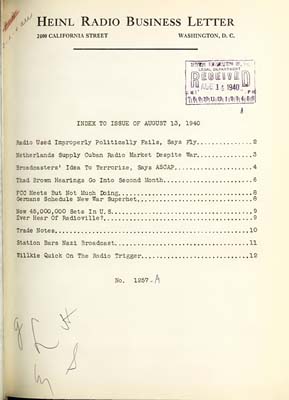 HEINL RADIO BUSINESS LETTER
2400 CALIFORNIA STREET WASHINGTON, D. C.
LEGAL DEPARTMENT
RECEIVED
AUG 14 1940
INDEX TO ISSUE OF AUGUST 13, 1940
Radio Used Improperly Politically Fails, Says Fly..............2
Netherlands Supply Cuban Radio Market Despite War..............3
Broadcasters' Idea To Terrorize, Says ASCAP....................4
Thad Brown Hearings Go Into Second Month.......................6
FCC Meets But Not Much Doing...................................8
Germans Schedule New War Superhet..............................8
Now 45,000,000 Sets In U.S.....................................9
Ever Hear Of Radioville?.......................................9
Trade Notes...................................................10
Station Bars Nazi Broadcast...................................11
Willkie Quick On The Radio Trigger............................12
No. 1257.A